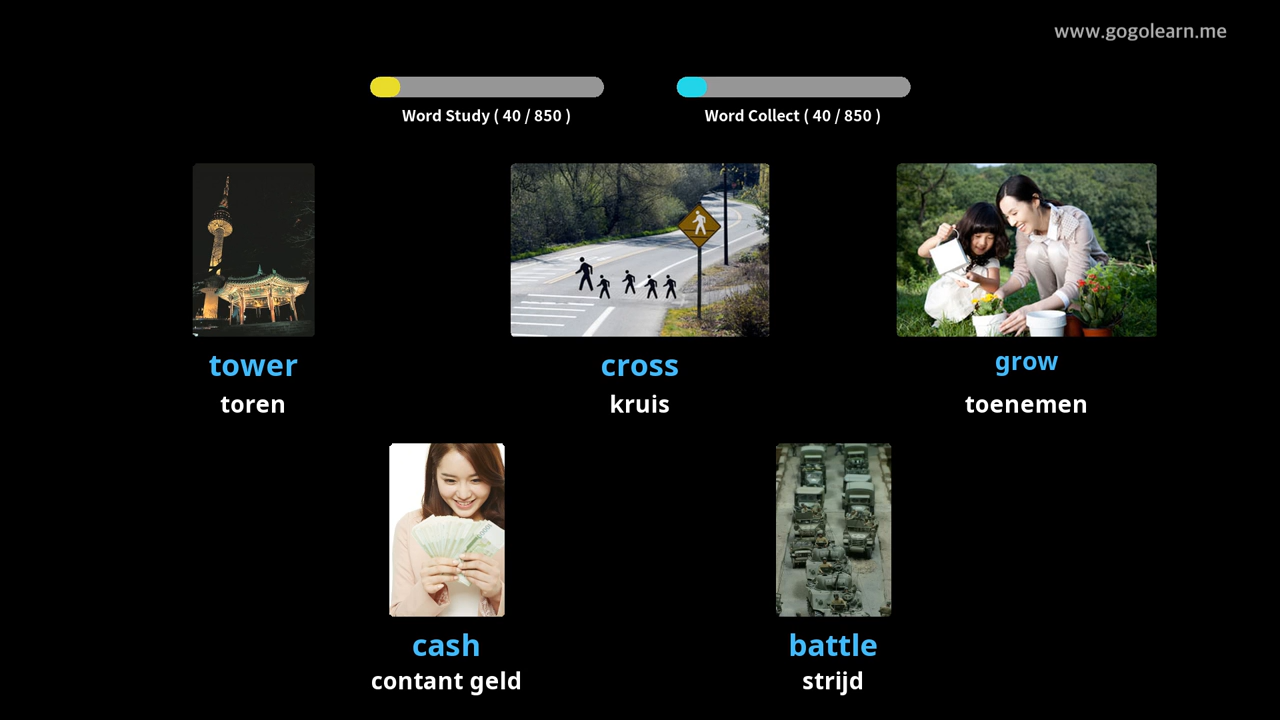 www.gogolearn.me
Word Study ( 40 / 850 )
Word Collect ( 40 / 850 )
tower
toren
cross
kruis
grow
toenemen
cash
contant geld
battle
strijd